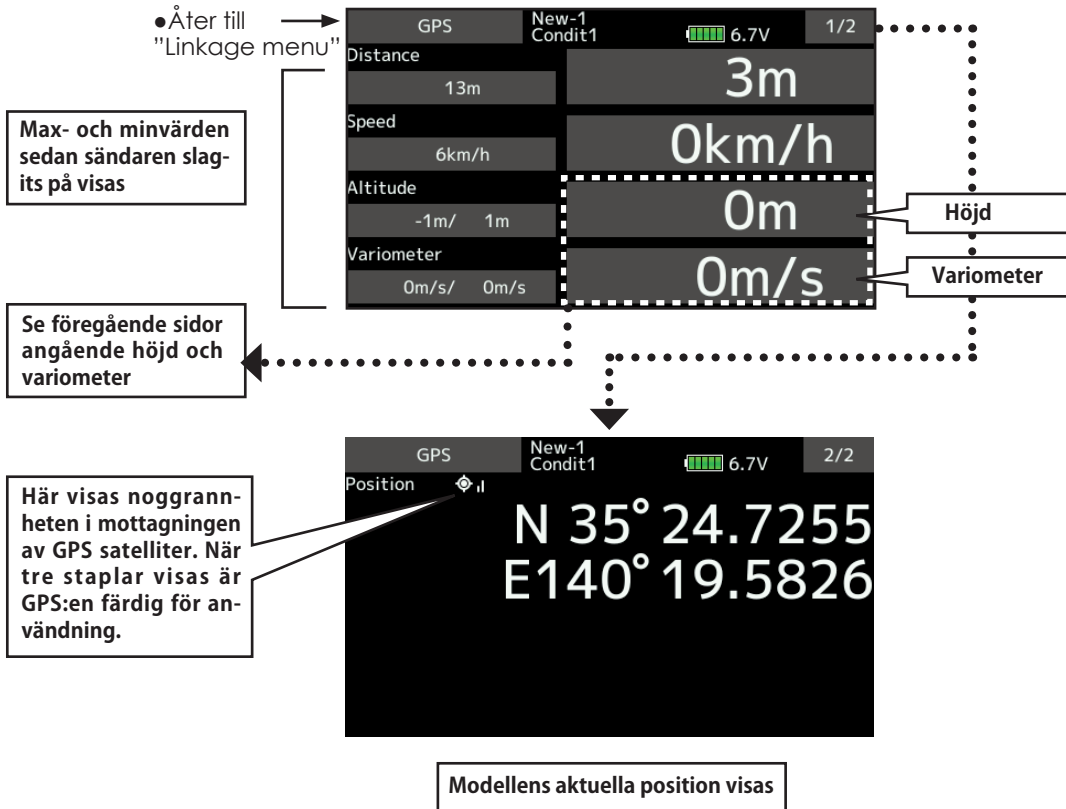 ●Åter till
”Linkage menu”
GPS
New-1
Condit1
6.7V
1/2
Distance
13m
3m
Speed
6km/h
0km/h
Altitude
-1m/ 1m
0m
Variometer
0m/s/ 0m/s
0m/s
Max- och minvärden
sedan sändaren slag-
its på visas
Höjd
Variometer
Se föregående sidor
angående höjd och
variometer
GPS
New-1
Condit1
6.7V
2/2
Position
N 35° 24.7255
E140° 19.5826
Här visas noggrann-
heten i mottagningen
av GPS satelliter. När
tre staplar visas är
GPS:en färdig för an-
vändning.
Modellens aktuella position visas